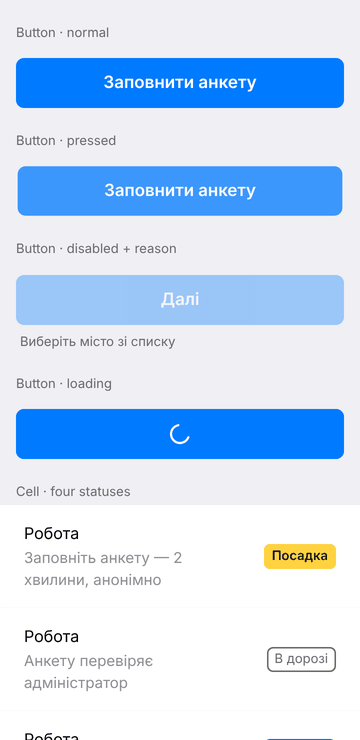 Button · normal
Заповнити анкету
Button · pressed
Заповнити анкету
Button · disabled + reason
Далі
Виберіть місто зі списку
Button · loading
Cell · four statuses
Робота
Заповніть анкету — 2
хвилини, анонімно
Посадка
Робота
Анкету перевіряє
адміністратор
В дорозі
Робота